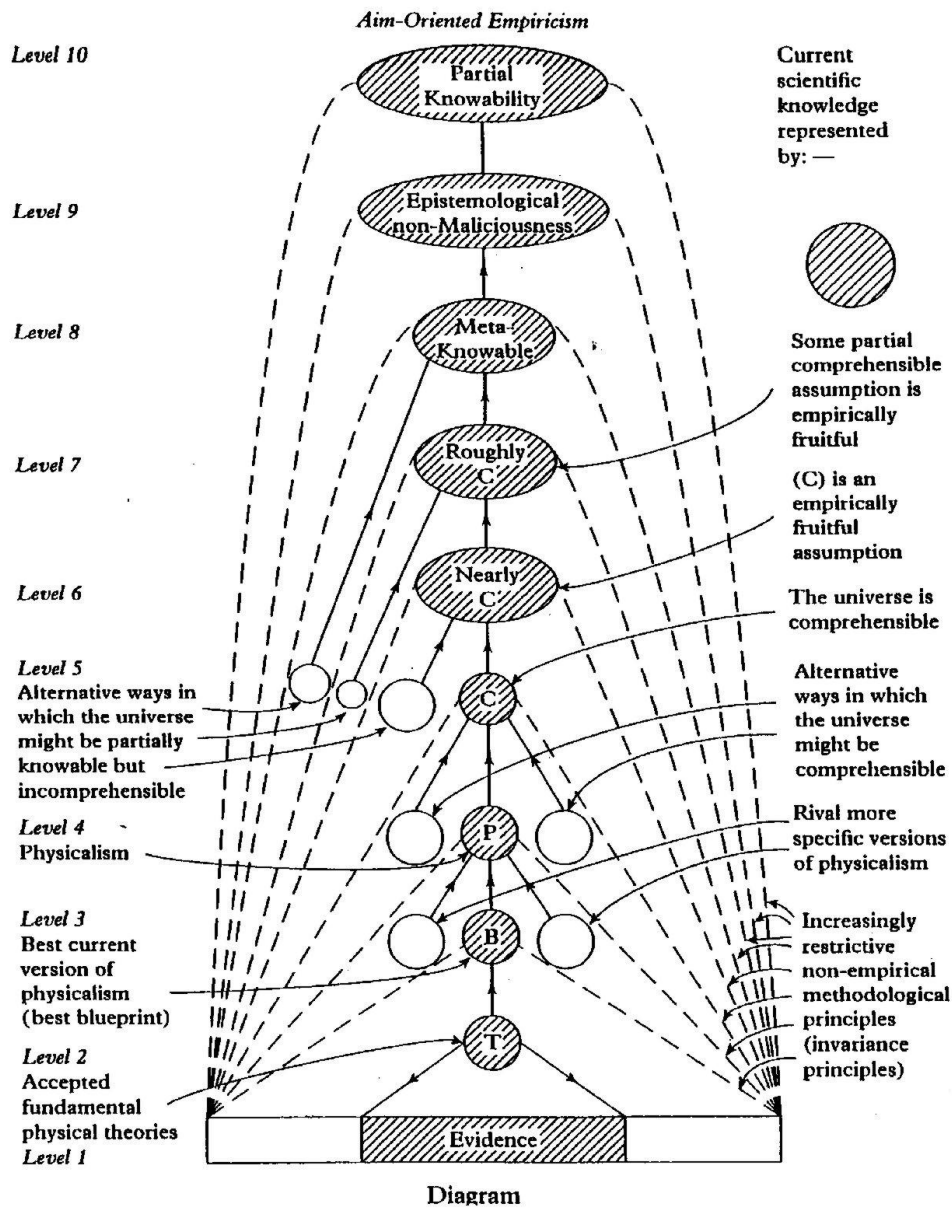 Aim-Oriented Empiricism
Level 10
Partial
Knowability
Current
scientific
knowledge
represented
by: —
Level 9
Epistemological
non-Maliciousness
Level 8
Meta-
Knowable
Some partial
comprehensible
assumption is
empirically
fruitful
Level 7
Roughly
C
(C) is an
empirically
fruitful
assumption
Level 6
Nearly
C
The universe is
comprehensible
Level 5
Alternative ways in
which the universe
might be partially
knowable but
incomprehensible
C
Alternative
ways in which
the universe
might be
comprehensible
Level 4
Physicalism
P
Rival more
specific versions
of physicalism
Level 3
Best current
version of
physicalism
(best blueprint)
B
Increasingly
restrictive
non-empirical
methodological
principles
(invariance
principles)
T
Level 2
Accepted
fundamental
physical theories
Level 1
Evidence
Diagram